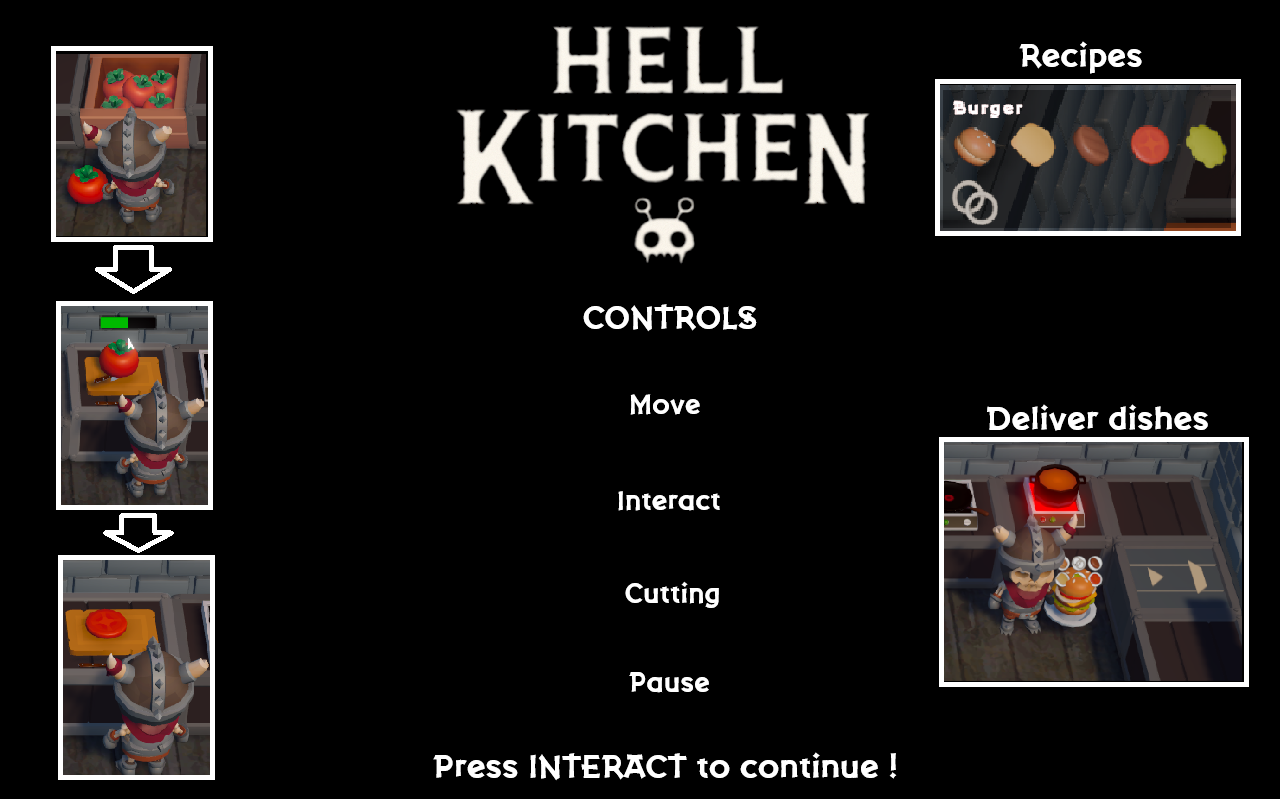 HELL
KITCHEN
Recipes
Burger
CONTROLS
Move
Interact
Cutting
Pause
Deliver dishes
Press INTERACT to continue !